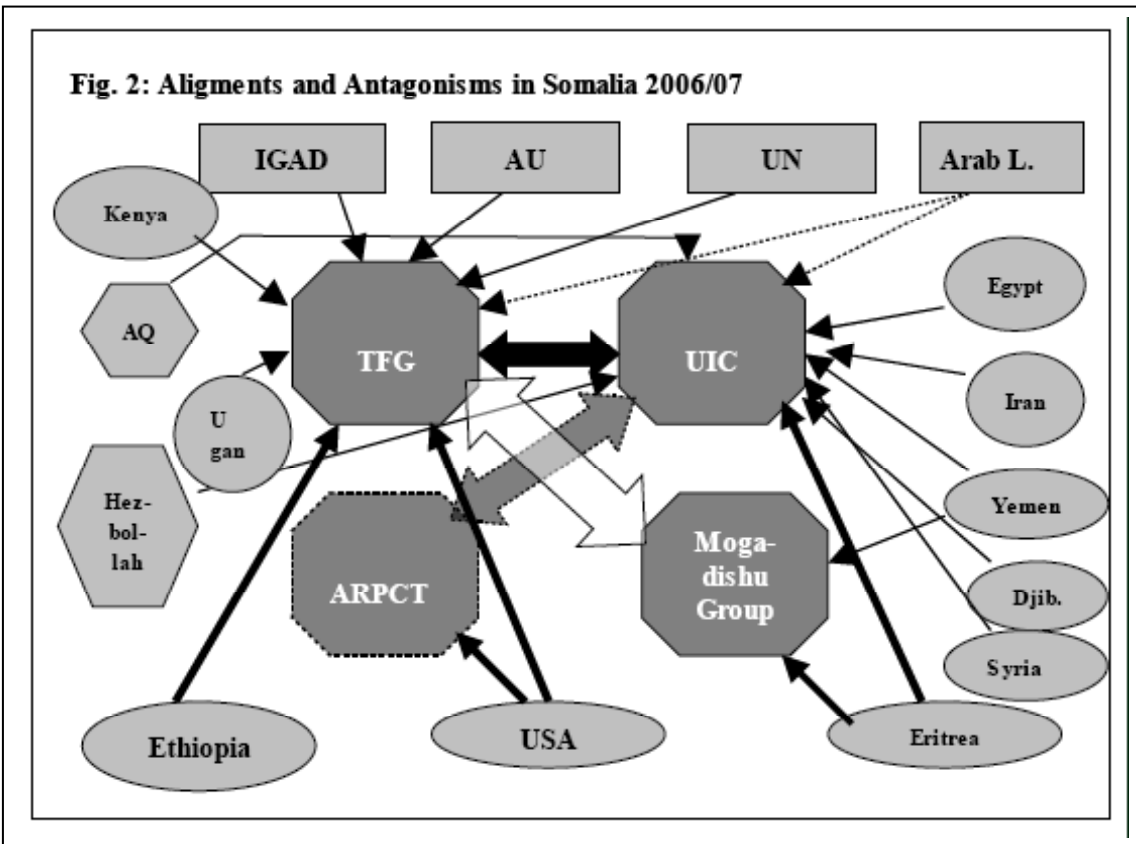 Fig. 2: Aligments and Antagonisms in Somalia 2006/07
IGAD
AU
UN
Arab L.
Kenya
Egypt
AQ
TFG
UIC
Iran
U
gan
Hez-
bol-
lah
Yemen
Moga-
dishu
Group
ARPCT
Djib.
Syria
Ethiopia
USA
Eritrea